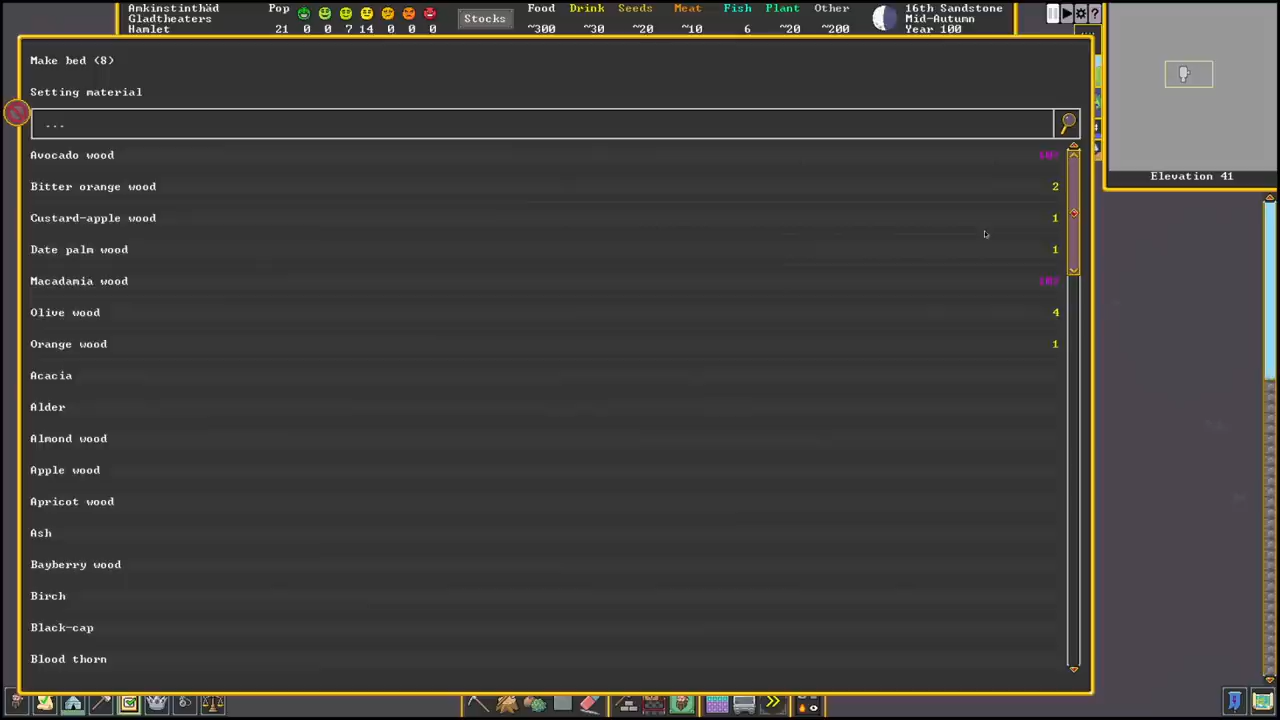 Amkinstinthäd
Gladtheaters
Hamlet
Pop
21 0 0 7 14 0 0 0
Stocks
Food Drink Seeds Meat Fish Plant Other
~300 ~30 ~20 ~10 6 ~20 ~200
16th Sandstone
Mid-Autumn
Year 100
?
Make bed (8)
Setting material
...
Avocado wood
Bitter orange wood 2
Custard-apple wood 1
Date palm wood 1
Macadamia wood
Olive wood 4
Orange wood 1
Acacia
Alder
Almond wood
Apple wood
Apricot wood
Ash
Bayberry wood
Birch
Black-cap
Blood thorn
Elevation 41